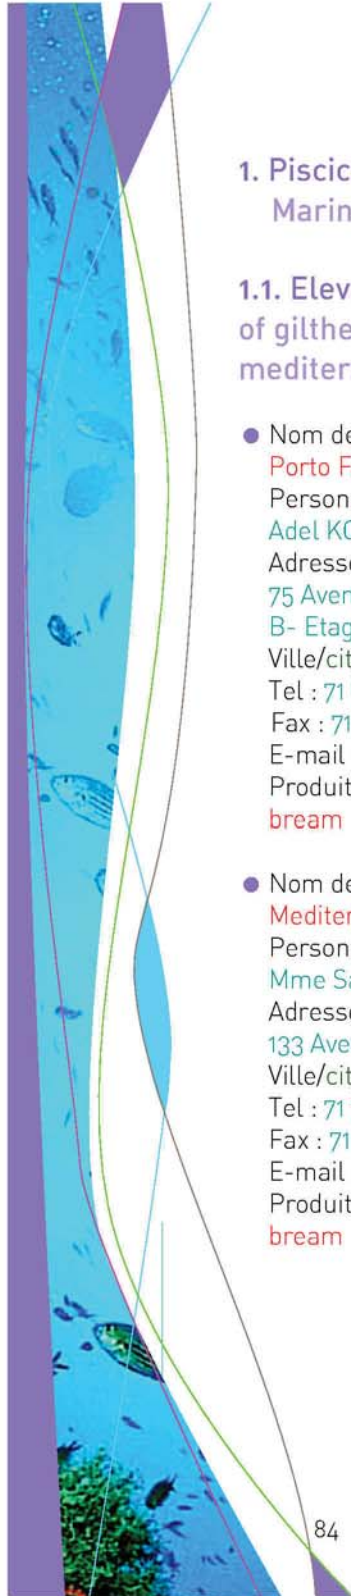 1. Piscic
Marin
1.1. Elev
of gilthe
mediter
Nom de
Porto F
Person
Adel KO
Adresse
75 Aven
B- Etag
Ville/cit
Tel : 71
Fax : 71
E-mail
Produit
bream
Nom de
Mediter
Person
Mme Sa
Adresse
133 Ave
Ville/cit
Tel : 71
Fax : 71
E-mail
Produit
bream
84